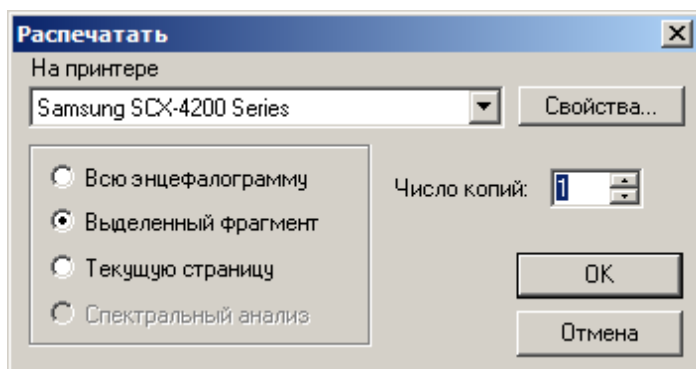 Распечатать
На принтере
Samsung SCX-4200 Series
Свойства...
Всю энцефалограмму
Выделенный фрагмент
Текущую страницу
Спектральный анализ
Число копий:
1
OK
Отмена